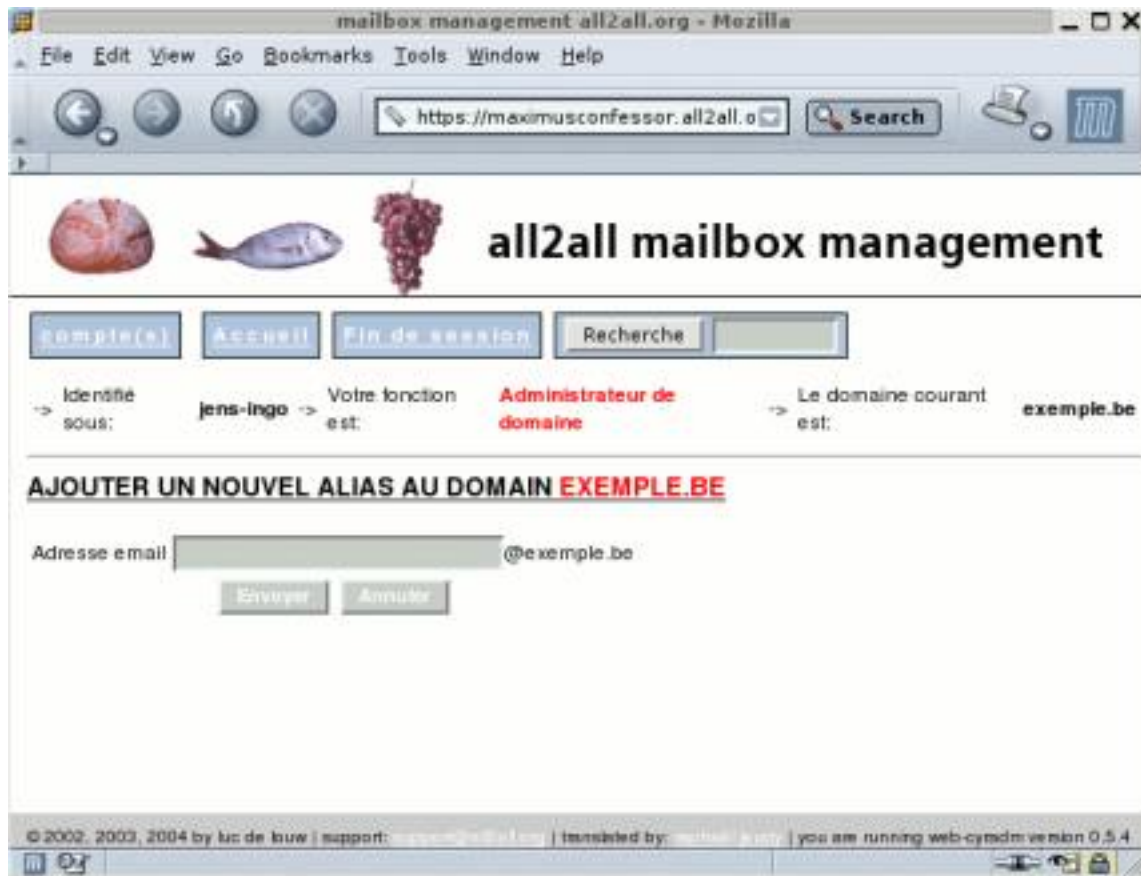 mailbox management all2all.org - Mozilla
File Edit View Go Bookmarks Tools Window Help
https://maximusconfessor.all2all.o Search
all2all mailbox management
compte(s) Accueil Fin de session Recherche
-> Identifié sous: jens-ingo -> Votre fonction est: Administrateur de domaine -> Le domaine courant est: exemple.be
AJOUTER UN NOUVEL ALIAS AU DOMAIN EXEMPLE.BE
Adresse email @exemple.be
Envoyer Annuler
© 2002, 2003, 2004 by luc de louw | support: | translated by: | you are running web-cyradm version 0.5.4